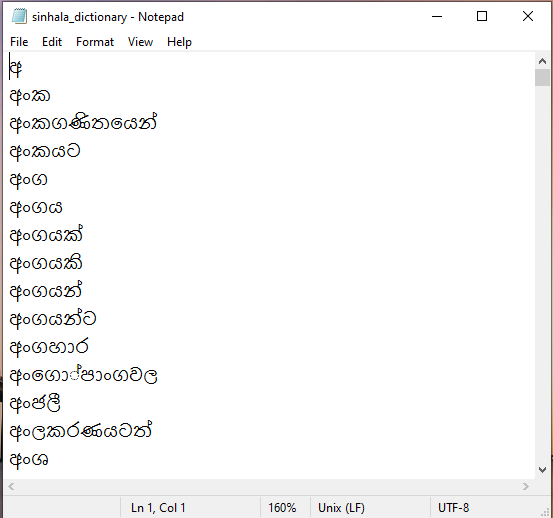 sinhala_dictionary - Notepad
File Edit Format View Help
අ
අංක
අංකගණිතයෙන්
අංකයට
අංග
අංගය
අංගයක්
අංගයකි
අංගයන්
අංගයන්ට
අංගහාර
අංගෝපාංගවල
අංජලී
අංලකරණයටත්
අංශ
Ln 1, Col 1 160% Unix (LF) UTF-8